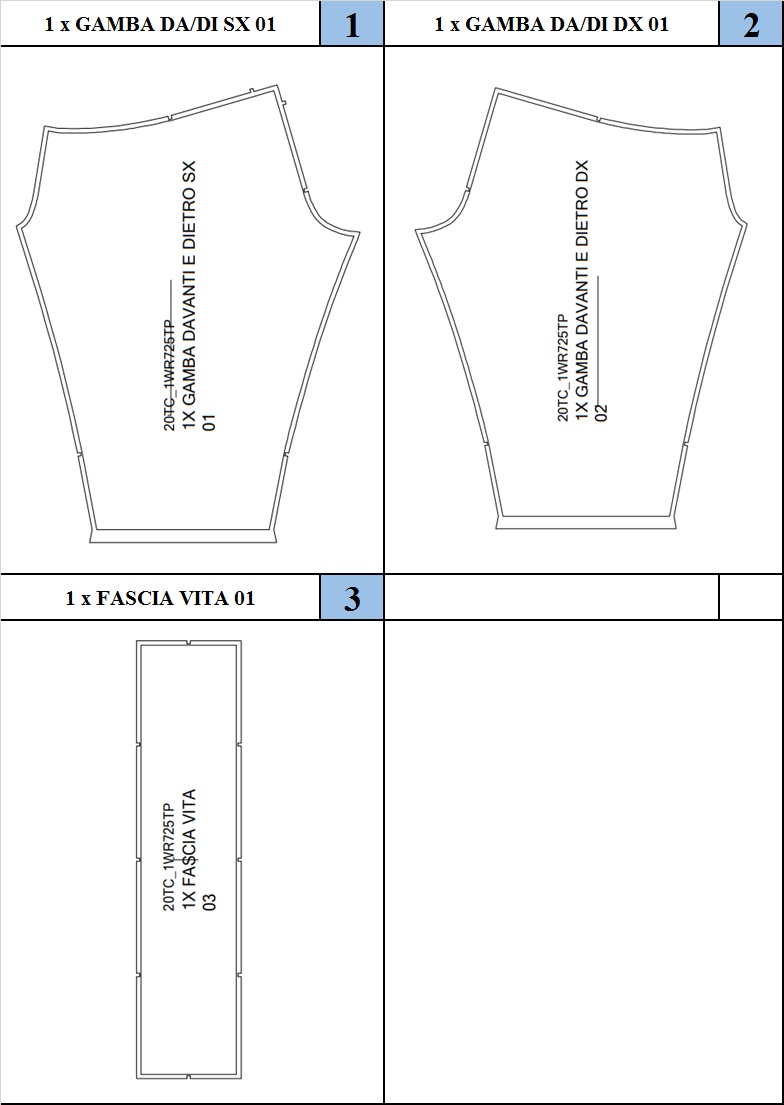 1 x GAMBA DA/DI SX 01
1
1 x GAMBA DA/DI DX 01
2
20TC_1WR725TP
1X GAMBA DAVANTI E DIETRO SX
01
20TC_1WR725TP
1X GAMBA DAVANTI E DIETRO DX
02
1 x FASCIA VITA 01
3
20TC_1WR725TP
1X FASCIA VITA
03